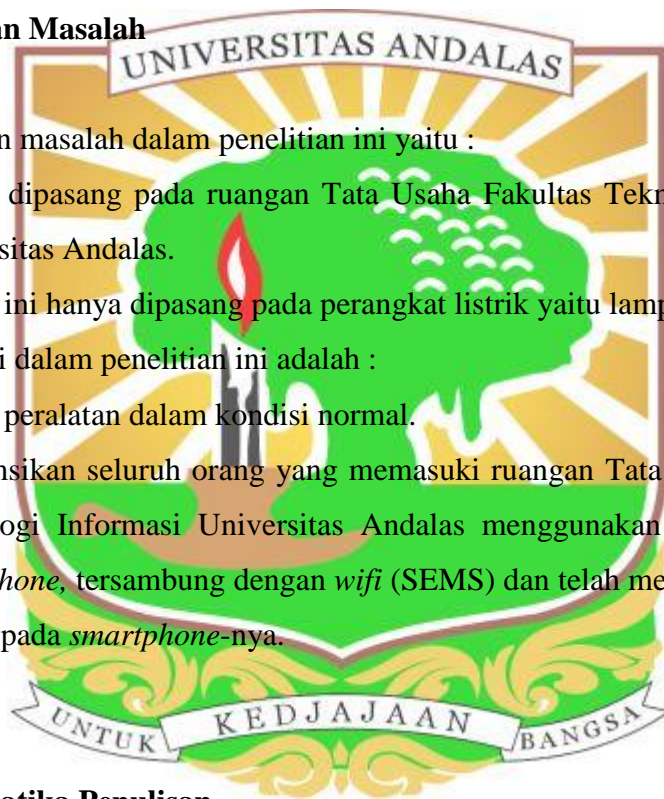 an Masalah
UNIVERSITAS ANDALAS
n masalah dalam penelitian ini yaitu :
dipasang pada ruangan Tata Usaha Fakultas Tekn
sitas Andalas.
ini hanya dipasang pada perangkat listrik yaitu lamp
i dalam penelitian ini adalah :
peralatan dalam kondisi normal.
nsikan seluruh orang yang memasuki ruangan Tata
ogi Informasi Universitas Andalas menggunakan
hone, tersambung dengan wifi (SEMS) dan telah me
pada smartphone-nya.
UNTUK KEDJAJAAN BANGSA
atika Penulisan